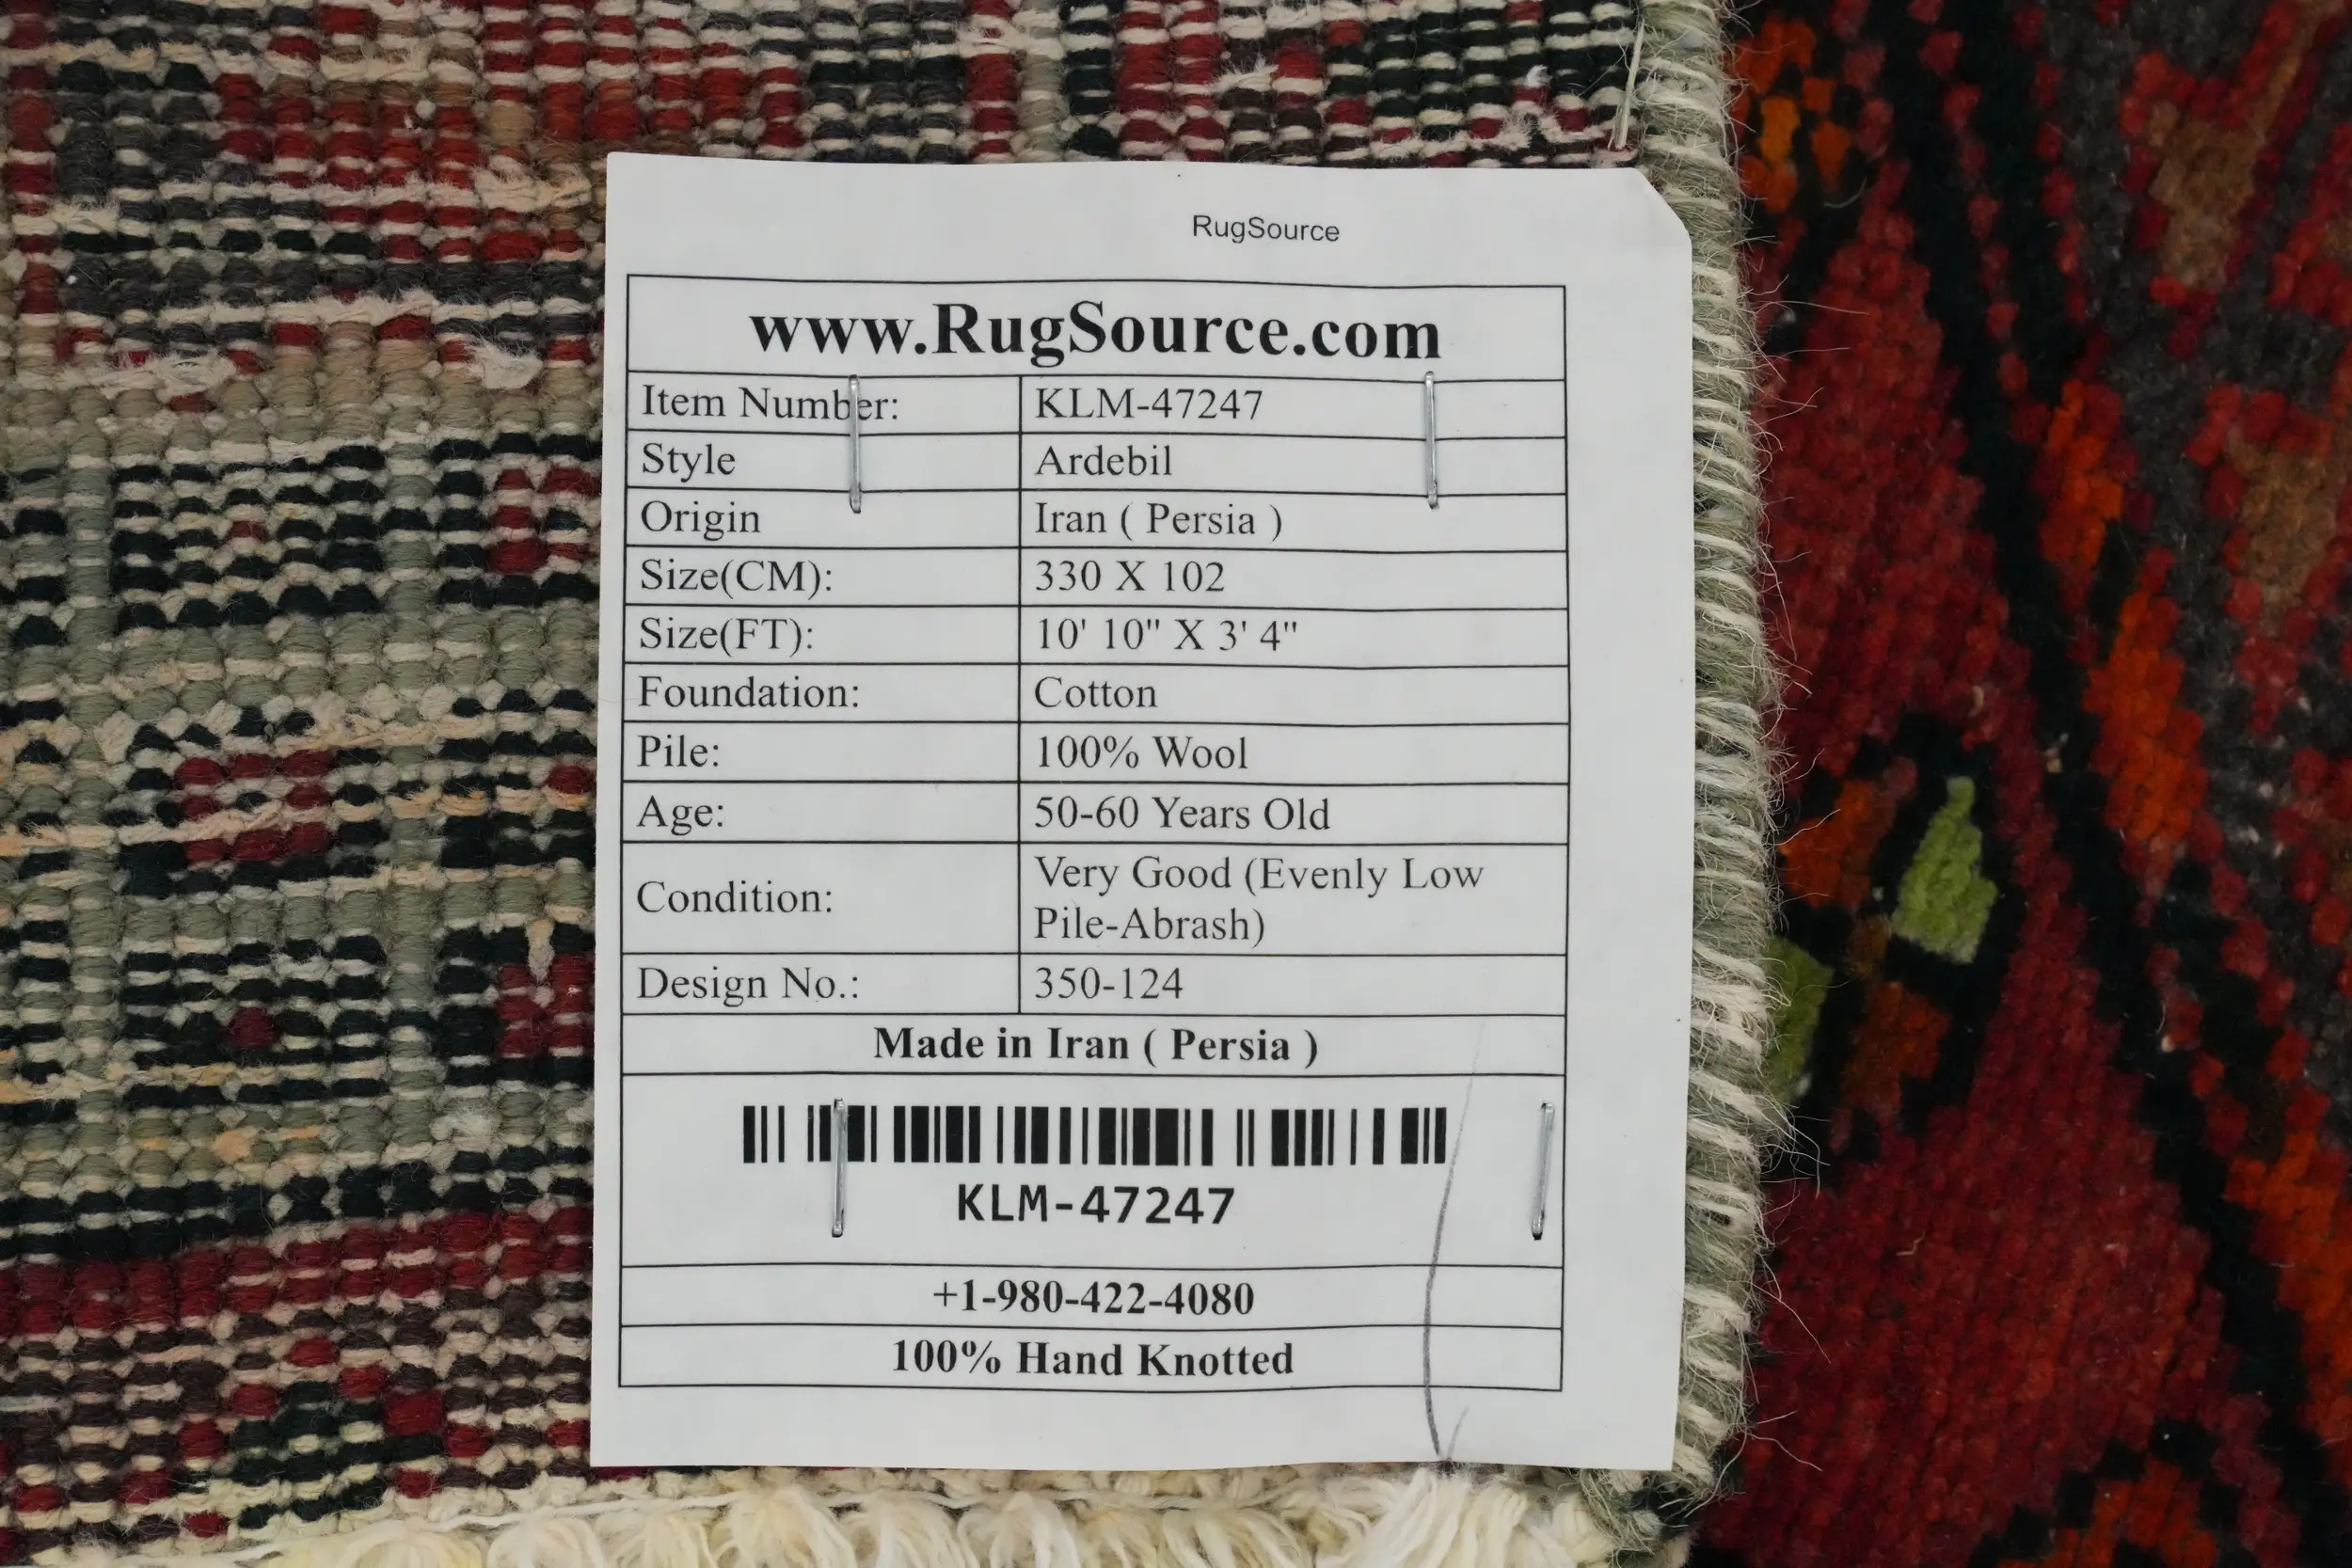 RugSource
www.RugSource.com
Item Number: KLM-47247
Style Ardebil
Origin Iran ( Persia )
Size(CM): 330 X 102
Size(FT): 10' 10" X 3' 4"
Foundation: Cotton
Pile: 100% Wool
Age: 50-60 Years Old
Condition: Very Good (Evenly Low
Pile-Abrash)
Design No.: 350-124
Made in Iran ( Persia )
KLM-47247
+1-980-422-4080
100% Hand Knotted